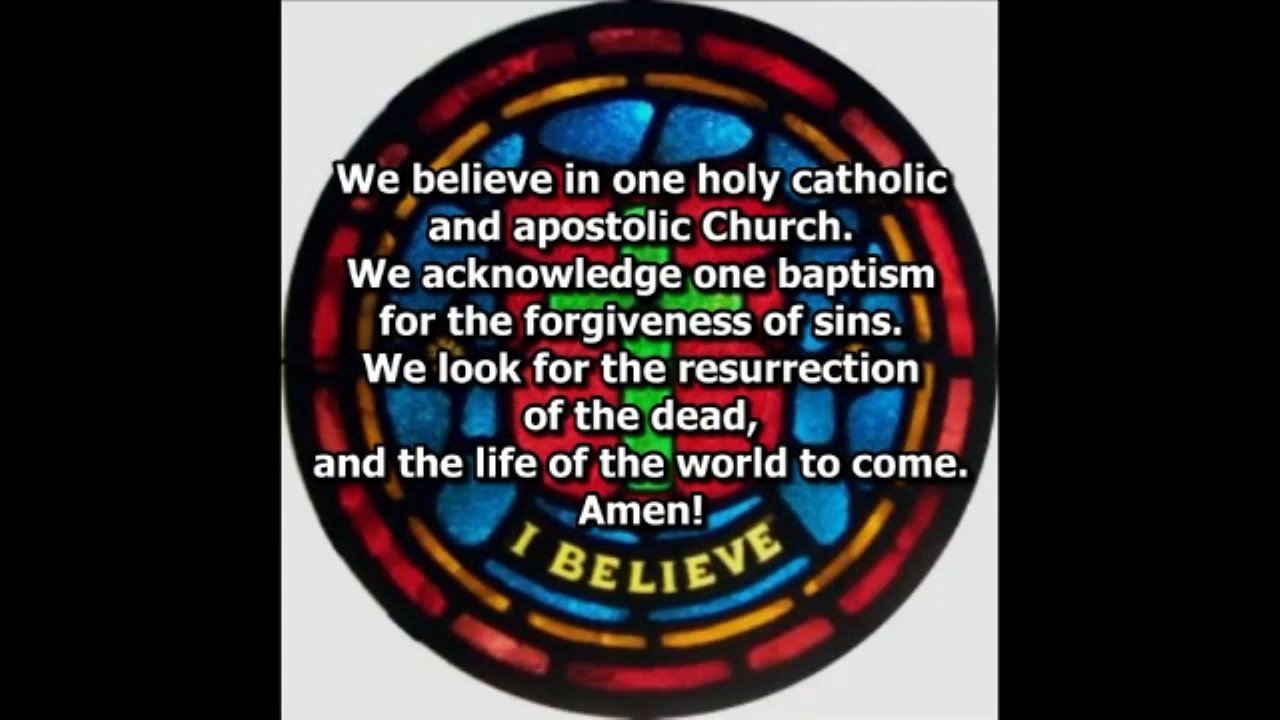 We believe in one holy catholic
and apostolic Church.
We acknowledge one baptism
for the forgiveness of sins.
We look for the resurrection
of the dead,
and the life of the world to come.
Amen!
I BELIEVE